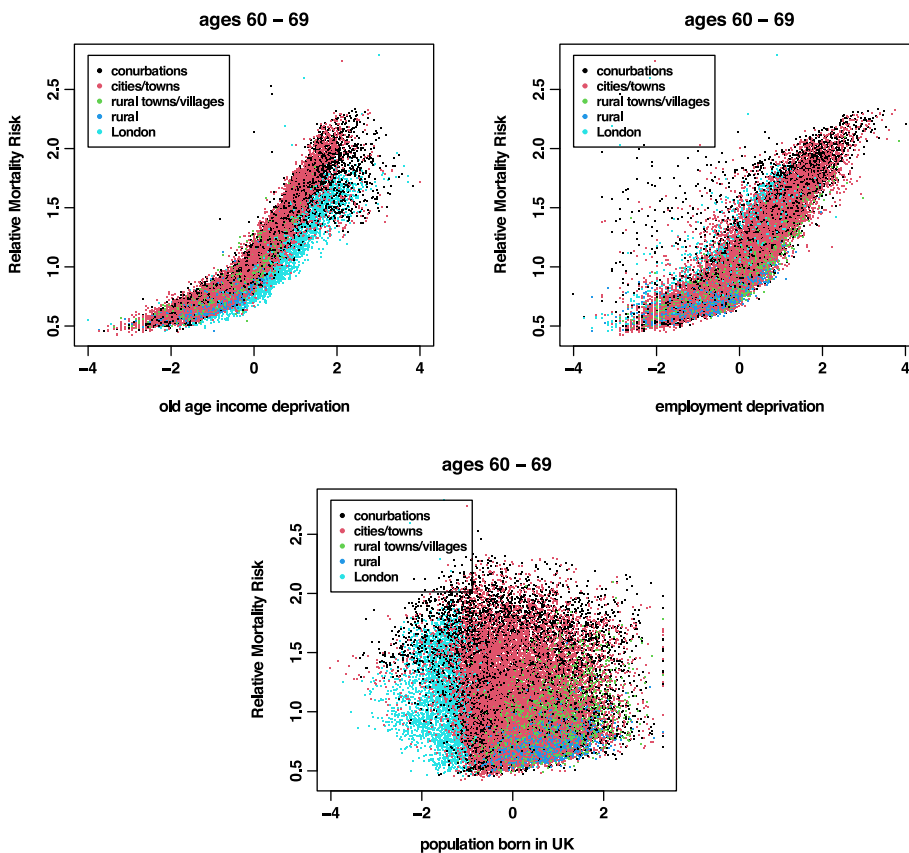 ages 60 – 69
conurbations
cities/towns
rural towns/villages
rural
London
Relative Mortality Risk
0.5 1.0 1.5 2.0 2.5
−4 −2 0 2 4
old age income deprivation
ages 60 – 69
conurbations
cities/towns
rural towns/villages
rural
London
Relative Mortality Risk
0.5 1.0 1.5 2.0 2.5
−4 −2 0 2 4
employment deprivation
ages 60 – 69
conurbations
cities/towns
rural towns/villages
rural
London
Relative Mortality Risk
0.5 1.0 1.5 2.0 2.5
−4 −2 0 2
population born in UK